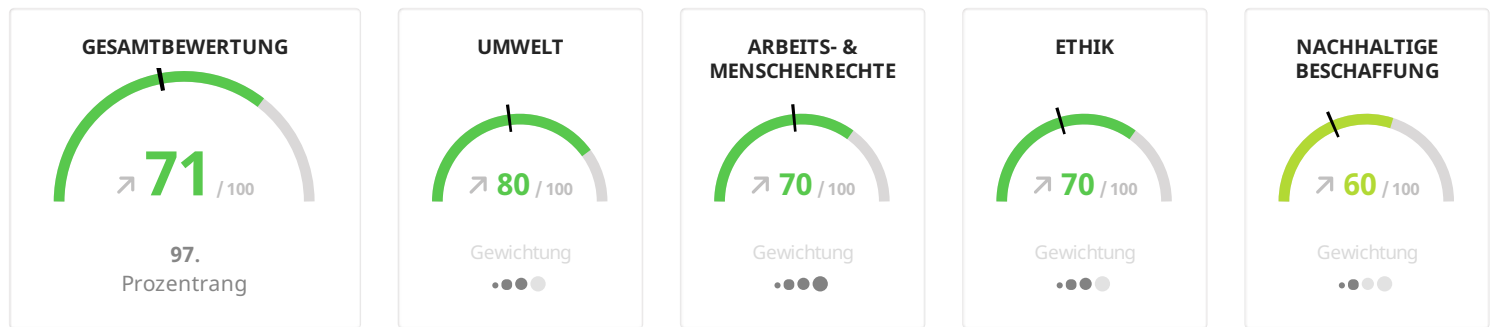 GESAMTBEWERTUNG
71 / 100
97.
Prozentrang
UMWELT
80 / 100
Gewichtung
ARBEITS- &
MENSCHENRECHTE
70 / 100
Gewichtung
ETHIK
70 / 100
Gewichtung
NACHHALTIGE
BESCHAFFUNG
60 / 100
Gewichtung